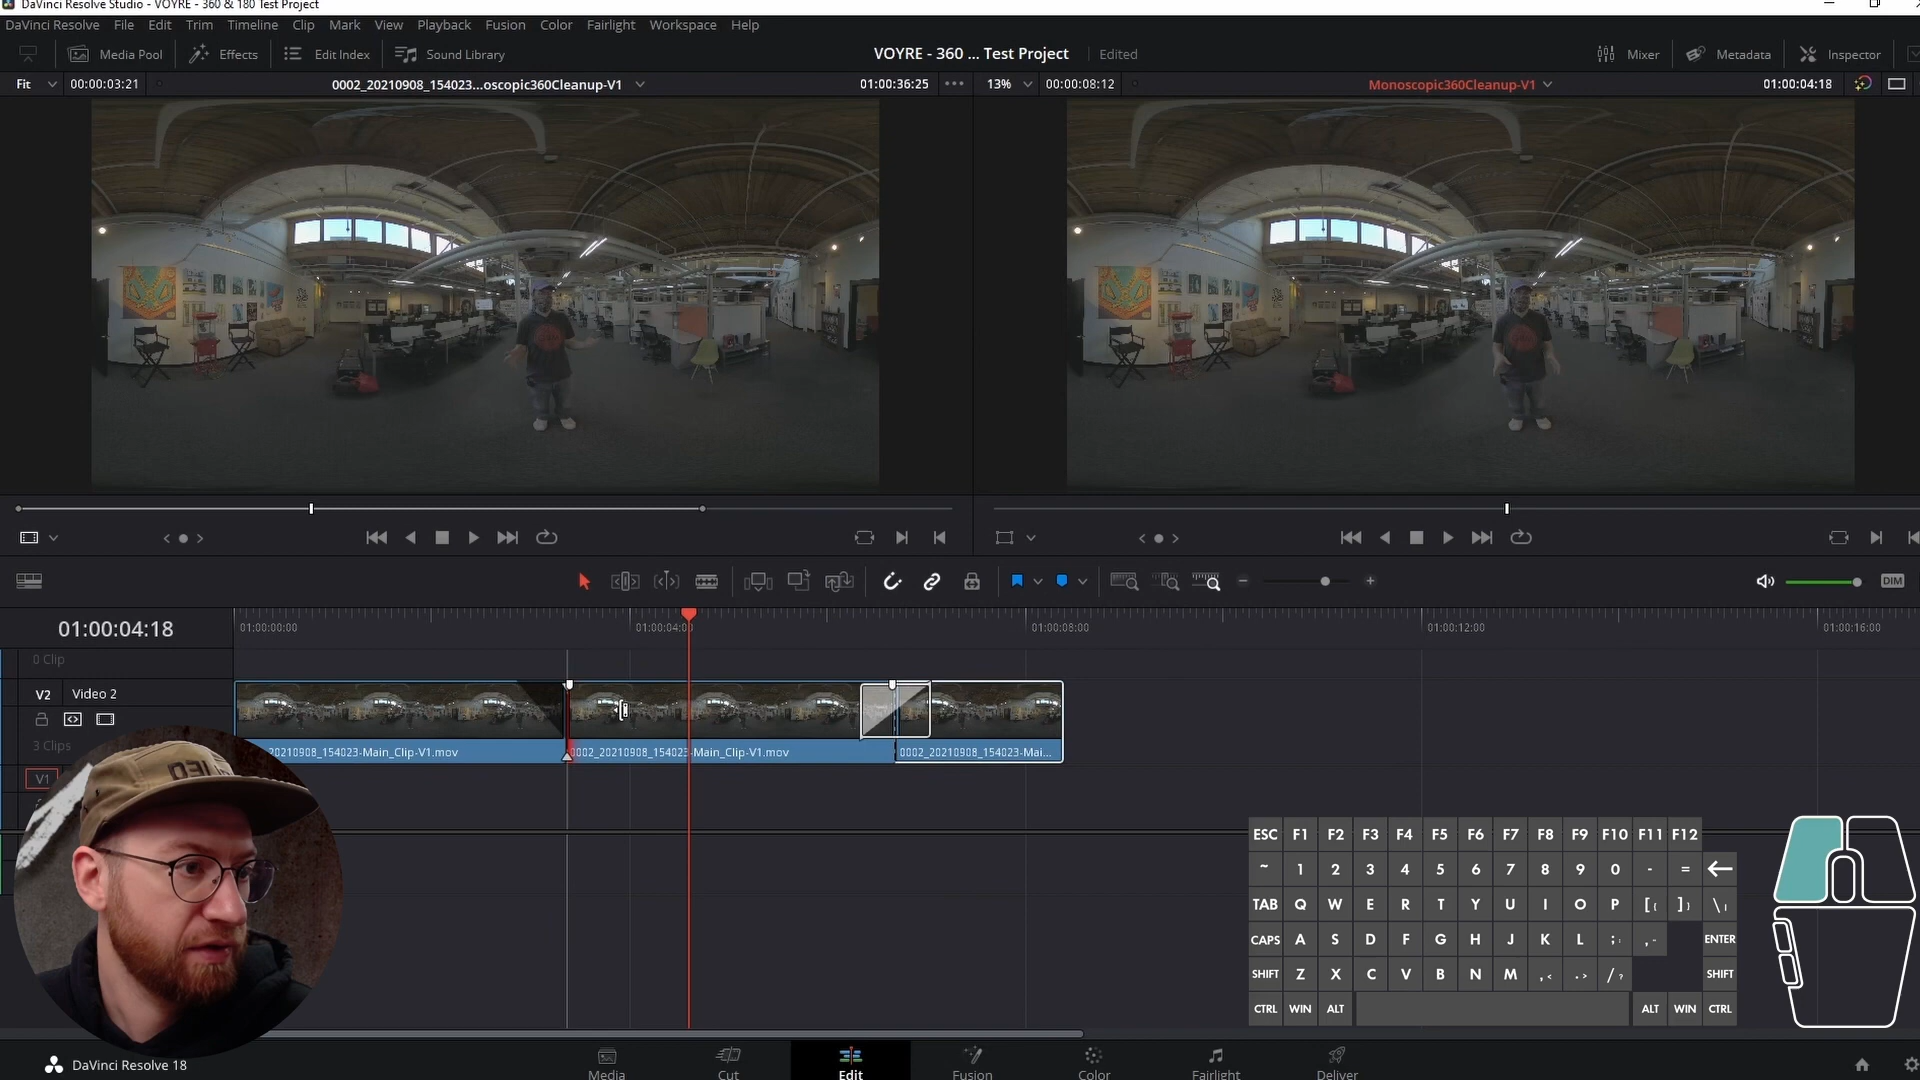 DaVinci Resolve Studio - VOYRE - 360 & 180 Test Project
DaVinci Resolve File Edit Trim Timeline Clip Mark View Playback Fusion Color Fairlight Workspace Help
Media Pool Effects Edit Index Sound Library VOYRE - 360 ... Test Project Edited Mixer Metadata Inspector
Fit 00:00:03:21 0002_20210908_154023...oscopic360Cleanup-V1 01:00:36:25 ••• 13% 00:00:08:12 Monoscopic360Cleanup-V1 01:00:04:18
DIM
01:00:04:18 01:00:00:00 01:00:04:00 01:00:08:00 01:00:12:00 01:00:16:00
0 Clip
V2 Video 2
3 Clips
_20210908_154023-Main_Clip-V1.mov 0002_20210908_154023-Main_Clip-V1.mov 0002_20210908_154023-Mai...
V1
ESC F1 F2 F3 F4 F5 F6 F7 F8 F9 F10 F11 F12
~ 1 2 3 4 5 6 7 8 9 0 - =
TAB Q W E R T Y U I O P [ { ] } \ |
CAPS A S D F G H J K L ; : ENTER
SHIFT Z X C V B N M , < . > / ? SHIFT
CTRL WIN ALT ALT WIN CTRL
DaVinci Resolve 18 Media Cut Edit Fusion Color Fairlight Deliver